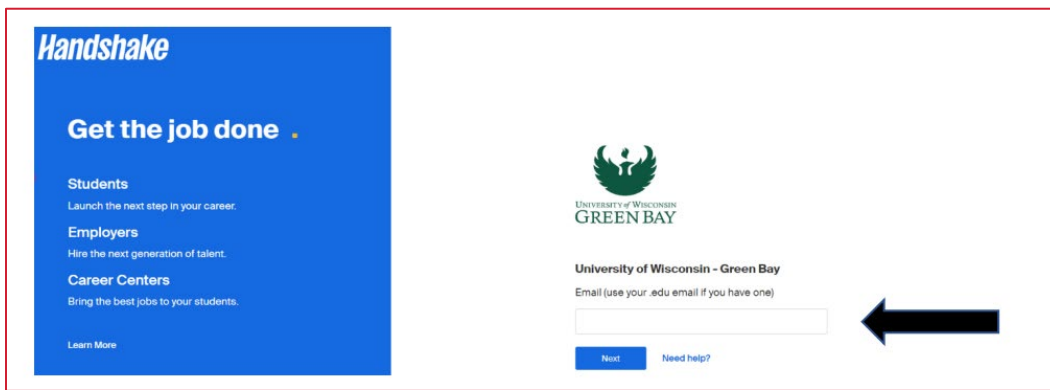 Handshake
Get the job done .
Students
Launch the next step in your career.
Employers
Hire the next generation of talent.
Career Centers
Bring the best jobs to your students.
Learn More
UNIVERSITY of WISCONSIN
GREEN BAY
University of Wisconsin - Green Bay
Email (use your .edu email if you have one)
Next Need help?